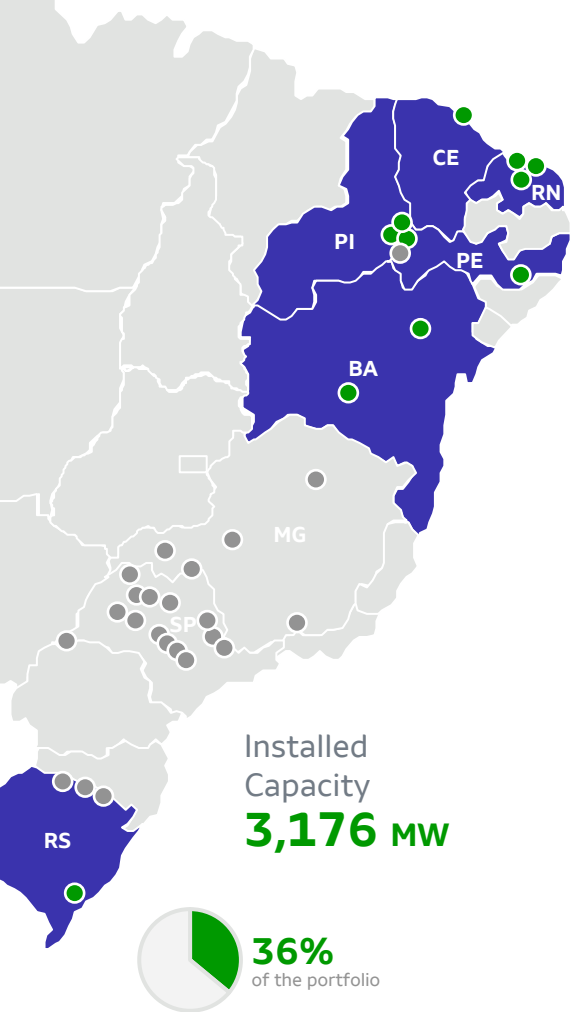 CE
RN
PI
PE
BA
MG
SP
Installed
Capacity
3,176 MW
RS
36%
of the portfolio